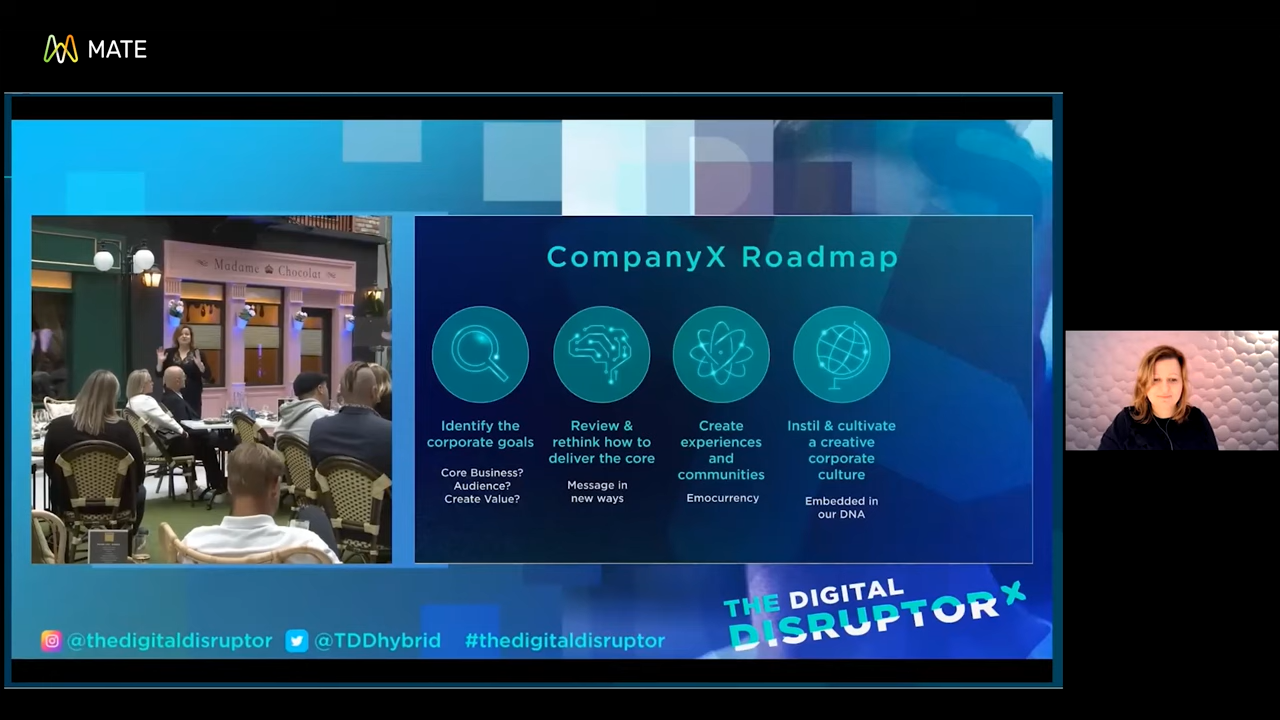 MATE
Madame Chocolat
CompanyX Roadmap
Identify the
corporate goals
Core Business?
Audience?
Create Value?
Review &
rethink how to
deliver the core
Message in
new ways
Create
experiences
and
communities
Emocurrency
Instil & cultivate
a creative
corporate
culture
Embedded in
our DNA
THE DIGITAL
DISRUPTOR X
@thedigitaldisruptor @TDDhybrid #thedigitaldisruptor